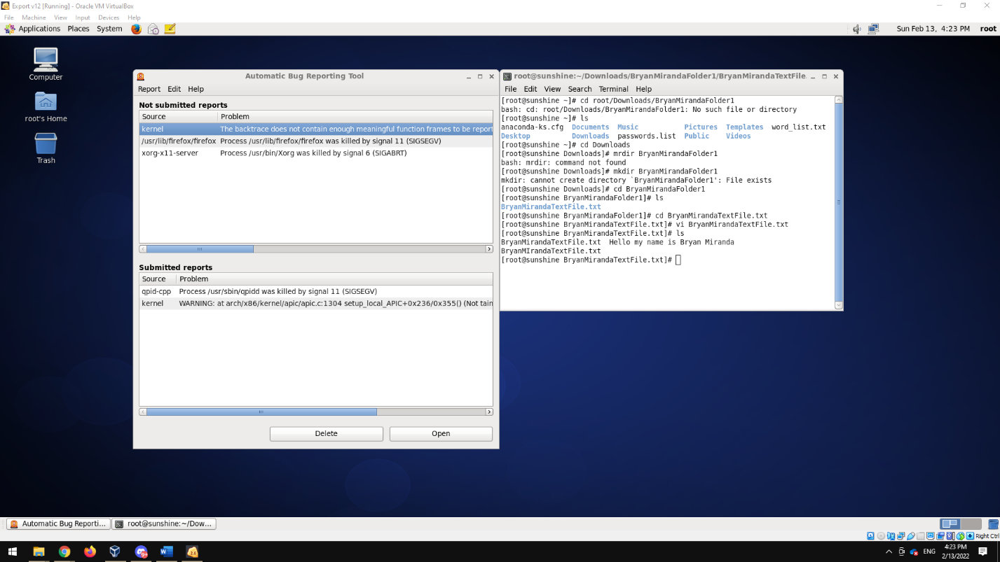 Export v12 [Running] - Oracle VM VirtualBox
File Machine View Input Devices Help
Applications Places System
Sun Feb 13, 4:23 PM root
Computer
root's Home
Trash
Automatic Bug Reporting Tool
Report Edit Help
Not submitted reports
Source Problem
kernel The backtrace does not contain enough meaningful function frames to be report
/usr/lib/firefox/firefox Process /usr/lib/firefox/firefox was killed by signal 11 (SIGSEGV)
xorg-x11-server Process /usr/bin/Xorg was killed by signal 6 (SIGABRT)
Submitted reports
Source Problem
qpid-cpp Process /usr/sbin/qpidd was killed by signal 11 (SIGSEGV)
kernel WARNING: at arch/x86/kernel/apic/apic.c:1304 setup_local_APIC+0x236/0x355() (Not tain
Delete Open
root@sunshine:~/Downloads/BryanMirandaFolder1/BryanMirandaTextFile.
File Edit View Search Terminal Help
[root@sunshine ~]# cd root/Downloads/BryanMirandaFolder1
bash: cd: root/Downloads/BryanMirandaFolder1: No such file or directory
[root@sunshine ~]# ls
anaconda-ks.cfg Documents Music Pictures Templates word_list.txt
Desktop Downloads passwords.list Public Videos
[root@sunshine ~]# cd Downloads
[root@sunshine Downloads]# mrdir BryanMirandaFolder1
bash: mrdir: command not found
[root@sunshine Downloads]# mkdir BryanMirandaFolder1
mkdir: cannot create directory `BryanMirandaFolder1': File exists
[root@sunshine Downloads]# cd BryanMirandaFolder1
[root@sunshine BryanMirandaFolder1]# ls
BryanMirandaTextFile.txt
[root@sunshine BryanMirandaFolder1]# cd BryanMirandaTextFile.txt
[root@sunshine BryanMirandaTextFile.txt]# vi BryanMirandaTextFile.txt
[root@sunshine BryanMirandaTextFile.txt]# ls
BryanMirandaTextFile.txt Hello my name is Bryan Miranda
BryanMIrandaTextFile.txt
[root@sunshine BryanMirandaTextFile.txt]#
Automatic Bug Reporti... root@sunshine:~/Dow...
Right Ctrl
ENG
4:23 PM
2/13/2022